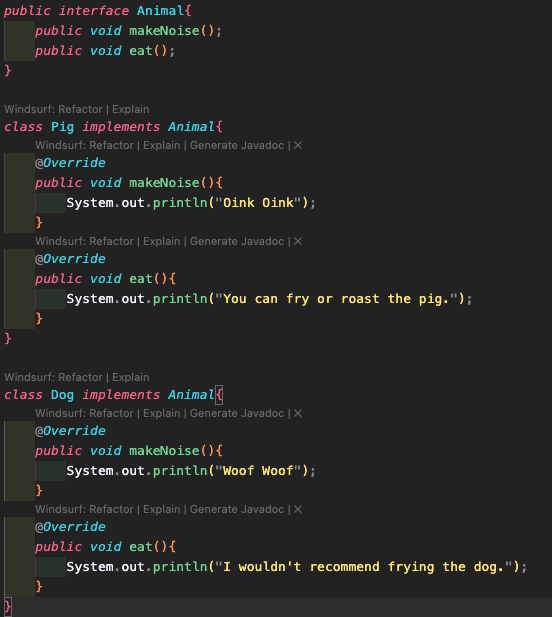 public interface Animal{
public void makeNoise();
public void eat();
}
Windsurf: Refactor | Explain
class Pig implements Animal{
Windsurf: Refactor | Explain | Generate Javadoc | ×
@Override
public void makeNoise(){
System.out.println("Oink Oink");
}
Windsurf: Refactor | Explain | Generate Javadoc | ×
@Override
public void eat(){
System.out.println("You can fry or roast the pig.");
}
}
Windsurf: Refactor | Explain
class Dog implements Animal{
Windsurf: Refactor | Explain | Generate Javadoc | ×
@Override
public void makeNoise(){
System.out.println("Woof Woof");
}
Windsurf: Refactor | Explain | Generate Javadoc | ×
@Override
public void eat(){
System.out.println("I wouldn't recommend frying the dog.");
}
}